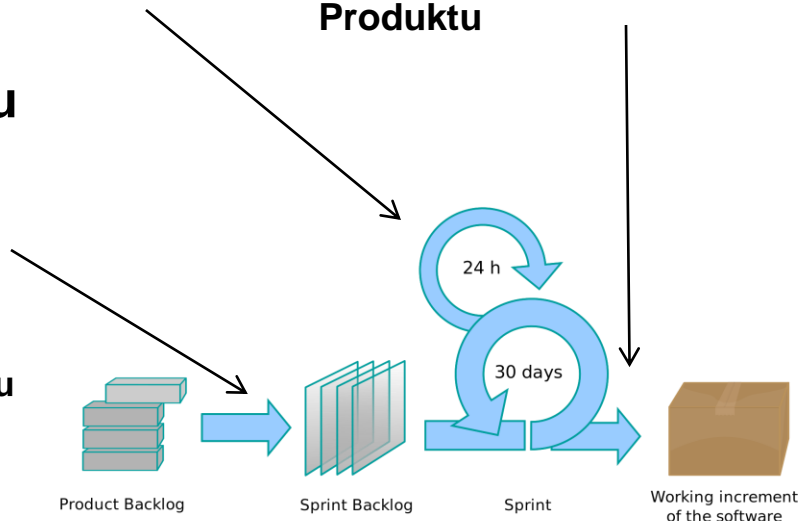 Produktu
u
24 h
30 days
u
Product Backlog
Sprint Backlog
Sprint
Working increment
of the software